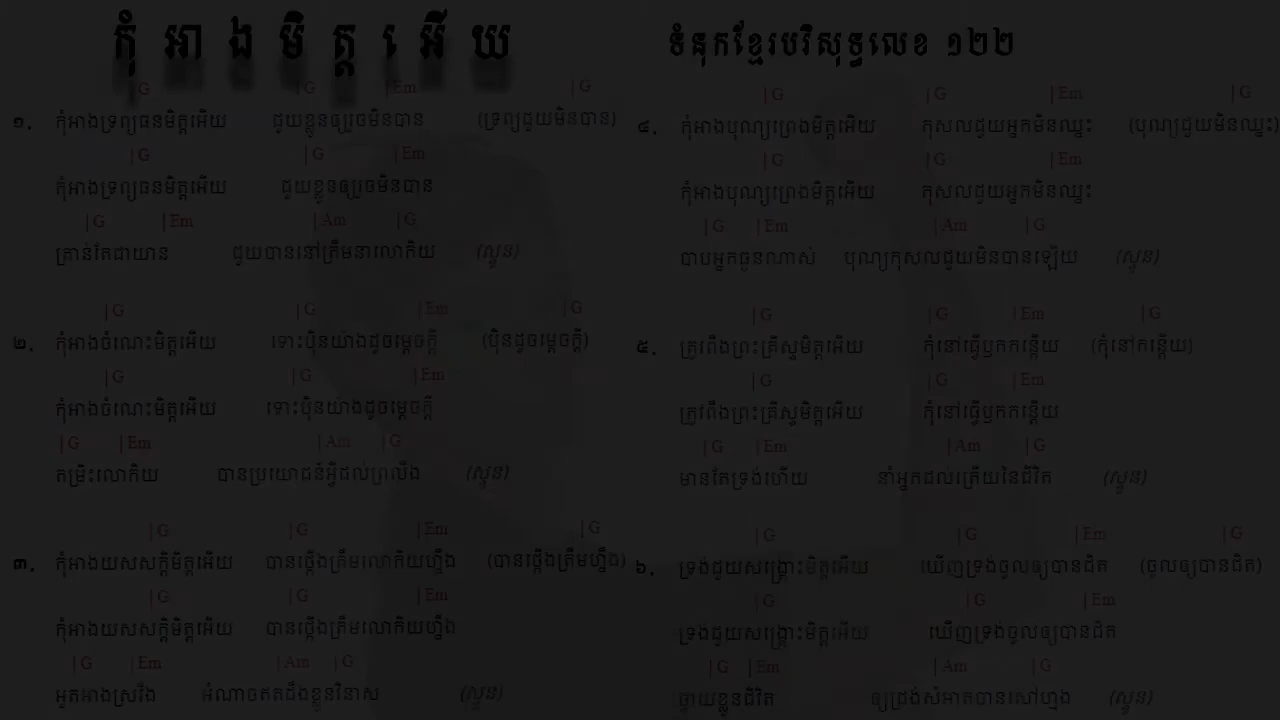 កុំ អាង មិត្ត អើយ
ទំនុកខ្មែរបរិសុទ្ធលេខ ១២២
|G |G |Em |G
១. កុំអាងទ្រព្យធនមិត្តអើយ ជួយខ្លួនឲ្យរួចមិនបាន (ទ្រព្យជួយមិនបាន)
|G |G |Em
កុំអាងទ្រព្យធនមិត្តអើយ ជួយខ្លួនឲ្យរួចមិនបាន
|G |Em |Am |G
គ្រាន់តែជាយាន ជួយបាននៅត្រឹមនាលោកិយ (ស្ទួន)
|G |G |Em |G
២. កុំអាងចំណេះមិត្តអើយ ទោះប៉ិនយ៉ាងដូចម្ដេចក្ដី (ប៉ិនដូចម្ដេចក្ដី)
|G |G |Em
កុំអាងចំណេះមិត្តអើយ ទោះប៉ិនយ៉ាងដូចម្ដេចក្ដី
|G |Em |Am |G
តម្រិះលោកិយ បានប្រយោជន៍អ្វីដល់ព្រលឹង (ស្ទួន)
|G |G |Em |G
៣. កុំអាងយសសក្តិមិត្តអើយ បានថ្កើងត្រឹមលោកិយហ្នឹង (បានថ្កើងត្រឹមហ្នឹង)
|G |G |Em
កុំអាងយសសក្តិមិត្តអើយ បានថ្កើងត្រឹមលោកិយហ្នឹង
|G |Em |Am |G
អួតអាងស្រវឹង អំណាចឥតដឹងខ្លួនវិនាស (ស្ទួន)
|G |G |Em |G
៤. កុំអាងបុណ្យព្រេងមិត្តអើយ កុសលជួយអ្នកមិនឈ្នះ (បុណ្យជួយមិនឈ្នះ)
|G |G |Em
កុំអាងបុណ្យព្រេងមិត្តអើយ កុសលជួយអ្នកមិនឈ្នះ
|G |Em |Am |G
បាបអ្នកធ្ងន់ណាស់ បុណ្យកុសលជួយមិនបានឡើយ (ស្ទួន)
|G |G |Em |G
៥. ត្រូវពឹងព្រះគ្រីស្ទមិត្តអើយ កុំនៅធ្វើឫកកន្តើយ (កុំនៅកន្តើយ)
|G |G |Em
ត្រូវពឹងព្រះគ្រីស្ទមិត្តអើយ កុំនៅធ្វើឫកកន្តើយ
|G |Em |Am |G
មានតែទ្រង់ហើយ នាំអ្នកដល់ត្រើយនៃជីវិត (ស្ទួន)
|G |G |Em |G
៦. ទ្រង់ជួយសង្គ្រោះមិត្តអើយ ឃើញទ្រង់ចូលឲ្យបានជិត (ចូលឲ្យបានជិត)
|G |G |Em
ទ្រង់ជួយសង្គ្រោះមិត្តអើយ ឃើញទ្រង់ចូលឲ្យបានជិត
|G |Em |Am |G
ថ្វាយខ្លួនជីវិត ឲ្យទ្រង់សំអាតបានសៅហ្មង (ស្ទួន)